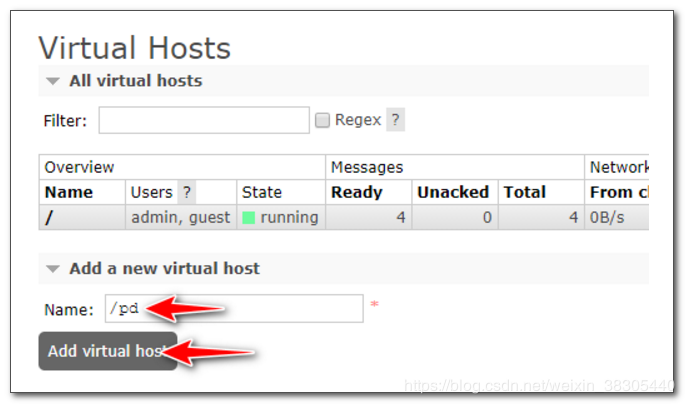 Virtual Hosts
All virtual hosts
Filter: Regex ?
Overview Messages Network
Name Users ? State Ready Unacked Total From cl
/ admin, guest running 4 0 4 0B/s
Add a new virtual host
Name: /pd *
Add virtual host
https://blog.csdn.net/weixin_38305440